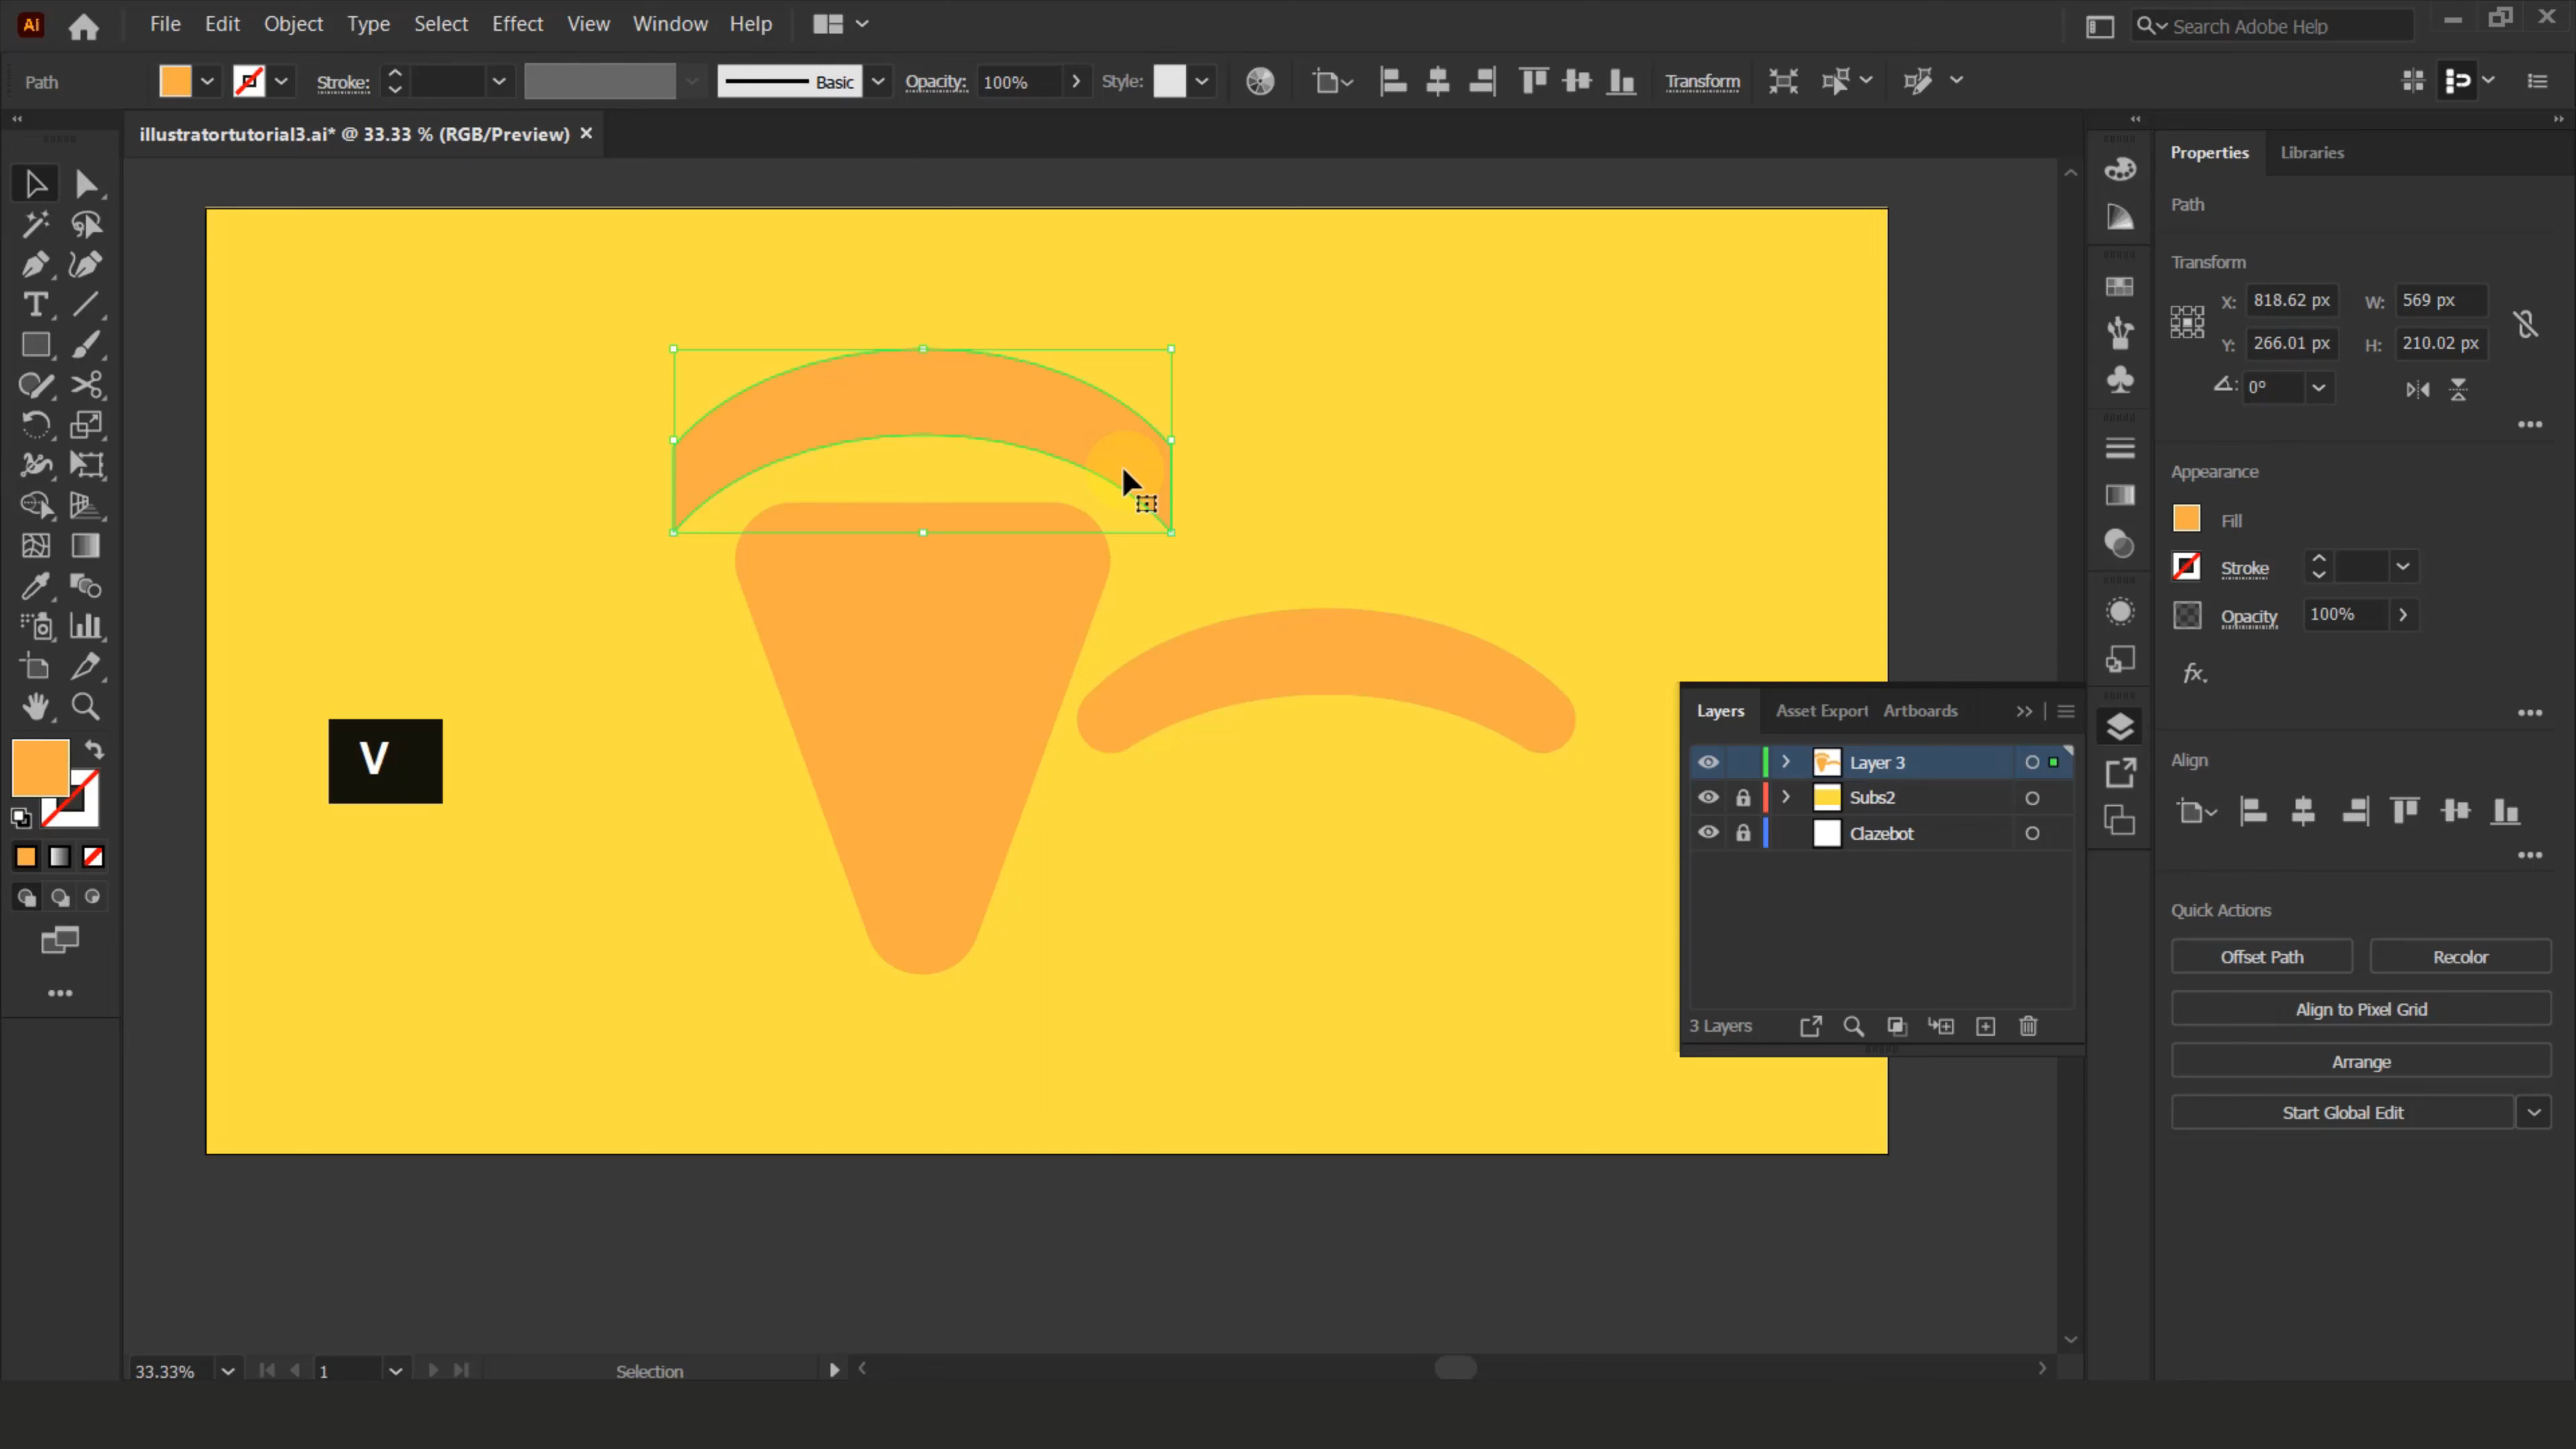 Ai File Edit Object Type Select Effect View Window Help Search Adobe Help
Path Stroke: Basic Opacity: 100% Style: Transform
illustratortutorial3.ai* @ 33.33 % (RGB/Preview)
Properties Libraries
Path
Transform
X: 818.62 px W: 569 px
Y: 266.01 px H: 210.02 px
0°
Appearance
Fill
Stroke
Opacity 100%
fx.
Align
Quick Actions
Offset Path Recolor
Align to Pixel Grid
Arrange
Start Global Edit
T
V
Layers Asset Export Artboards
Layer 3
Subs2
Clazebot
3 Layers
33.33% 1 Selection